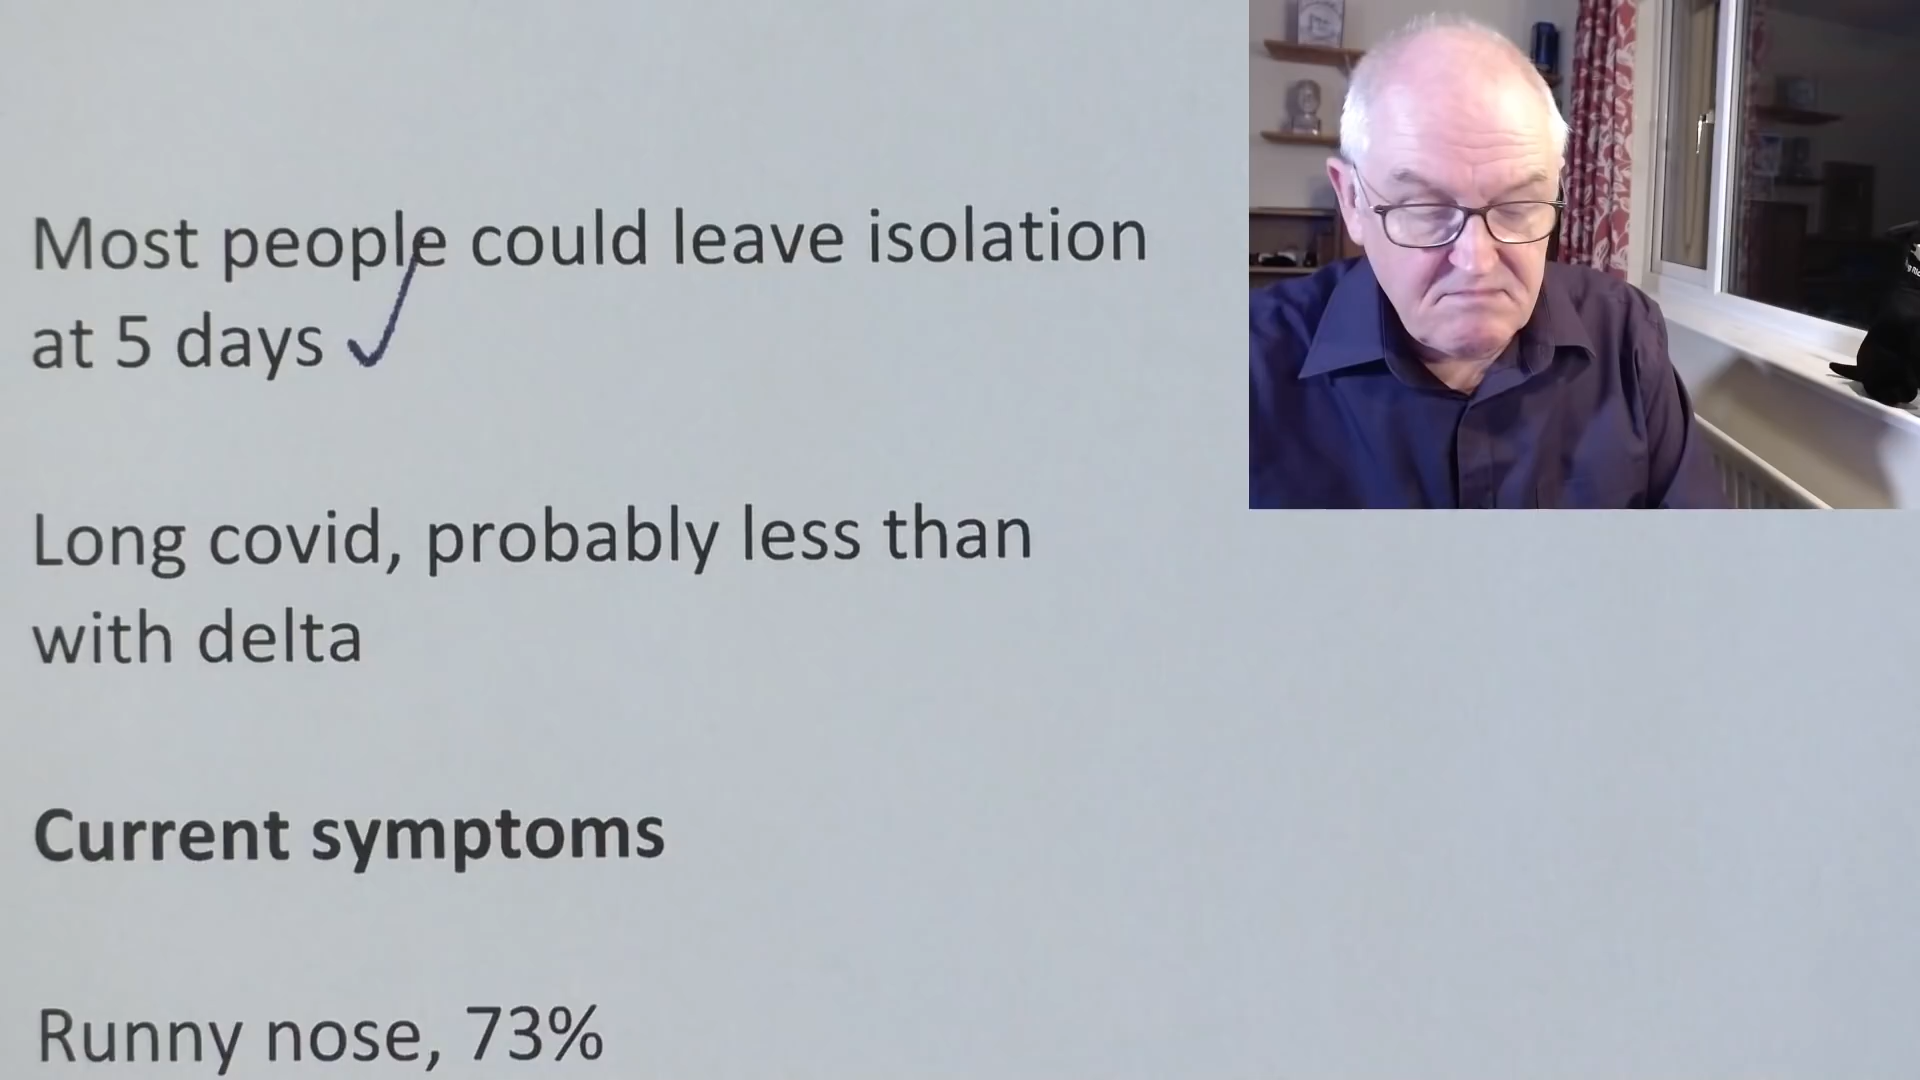 Most people could leave isolation
at 5 days
Long covid, probably less than
with delta
Current symptoms
Runny nose, 73%